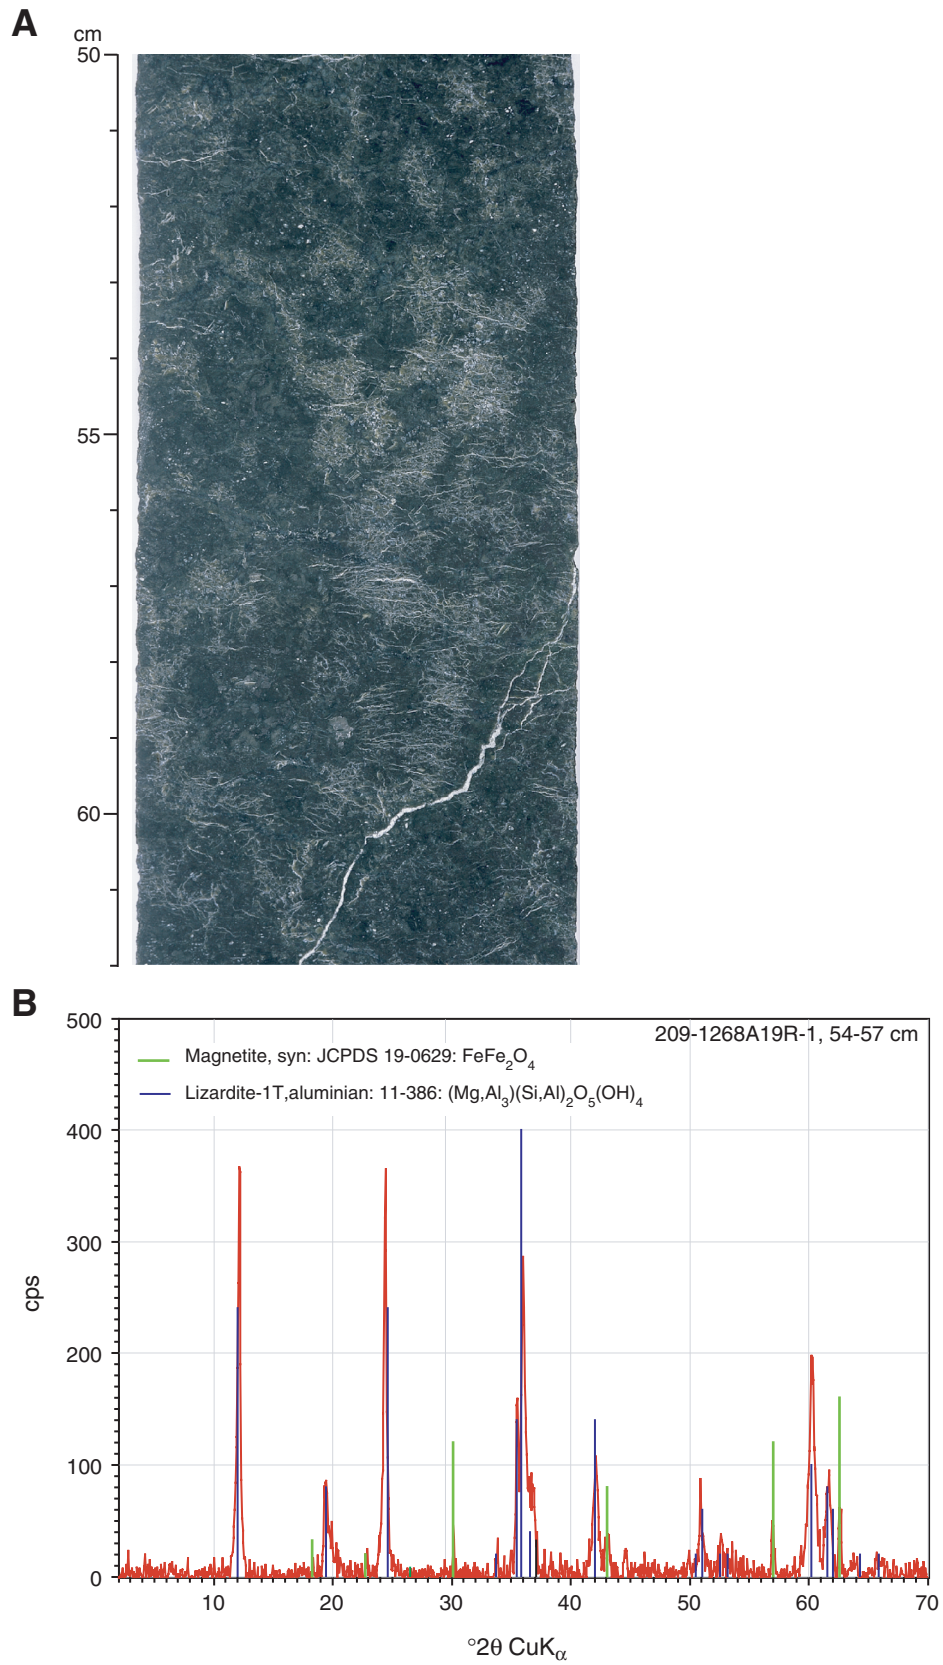 A
cm
50
55
60
B
500
400
300
200
100
0
cps
209-1268A19R-1, 54-57 cm
Magnetite, syn: JCPDS 19-0629: FeFe₂O₄
Lizardite-1T,aluminian: 11-386: (Mg,Al₃)(Si,Al)₂O₅(OH)₄
10 20 30 40 50 60 70
°2θ CuKα